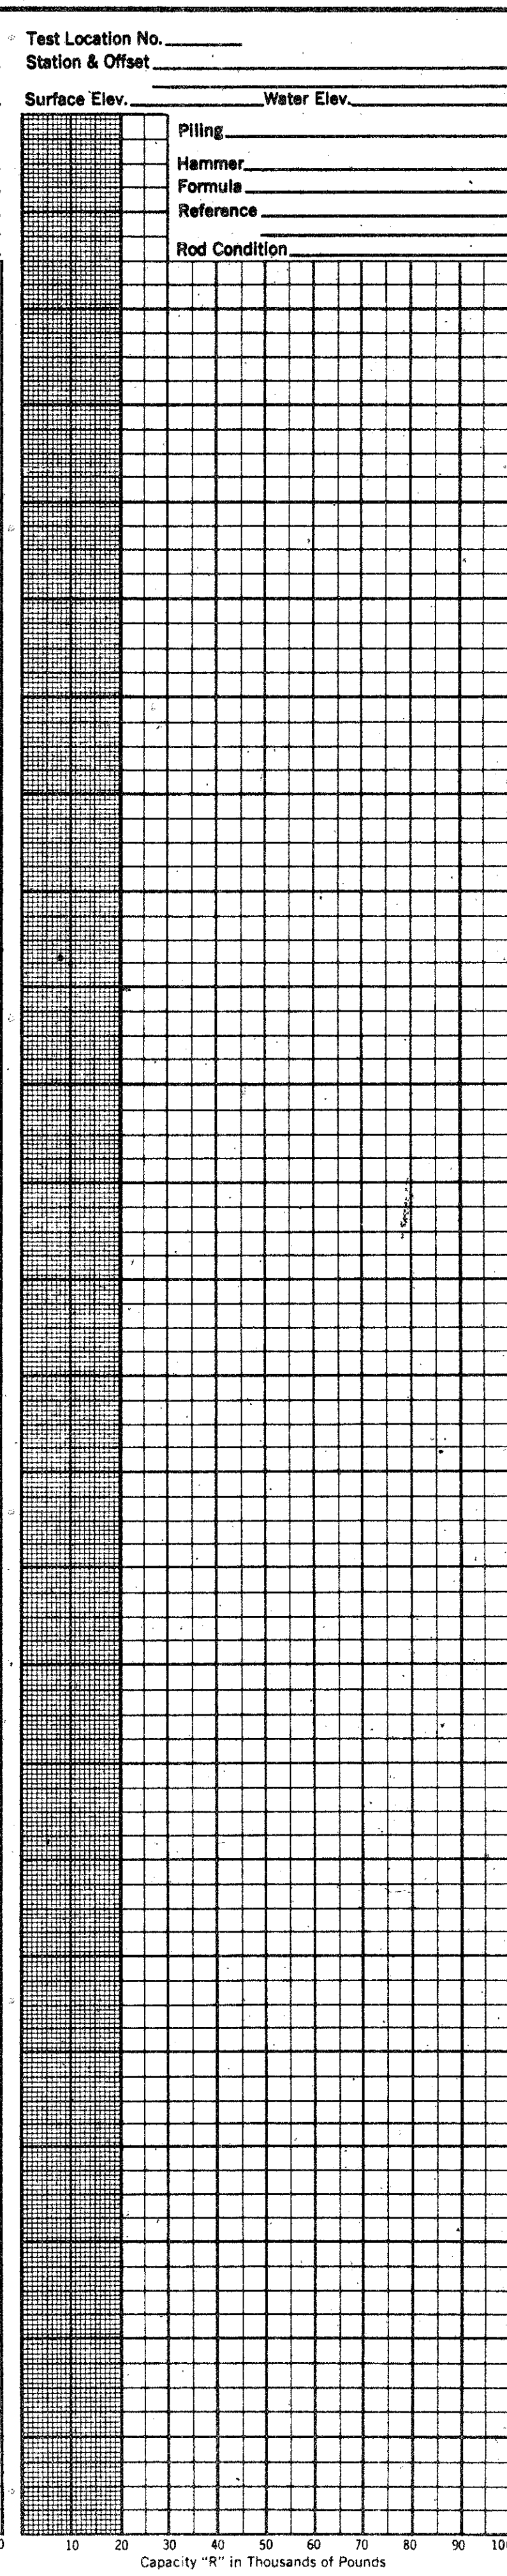 Test Location No.
Station & Offset
Surface Elev. Water Elev.
Piling
Hammer
Formula
Reference
Rod Condition
0 10 20 30 40 50 60 70 80 90
Capacity "R" in Thousands of Pounds